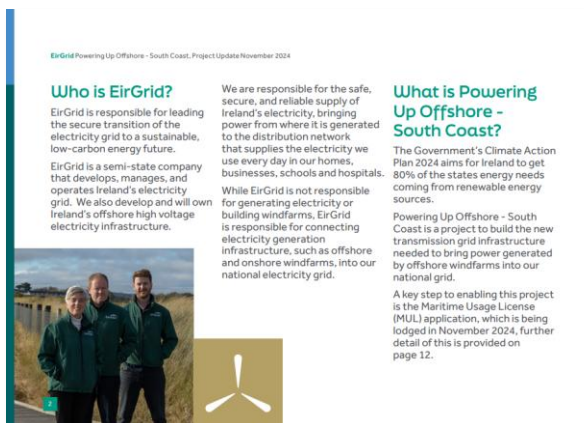 EirGrid Powering Up Offshore - South Coast, Project Update November 2024
Who is EirGrid?
EirGrid is responsible for leading
the secure transition of the
electricity grid to a sustainable,
low-carbon energy future.
EirGrid is a semi-state company
that develops, manages, and
operates Ireland's electricity
grid. We also develop and will own
Ireland's offshore high voltage
electricity infrastructure.
We are responsible for the safe,
secure, and reliable supply of
Ireland's electricity, bringing
power from where it is generated
to the distribution network
that supplies the electricity we
use every day in our homes,
businesses, schools and hospitals.
While EirGrid is not responsible
for generating electricity or
building windfarms, EirGrid
is responsible for connecting
electricity generation
infrastructure, such as offshore
and onshore windfarms, into our
national electricity grid.
What is Powering
Up Offshore -
South Coast?
The Government's Climate Action
Plan 2024 aims for Ireland to get
80% of the states energy needs
coming from renewable energy
sources.
Powering Up Offshore - South
Coast is a project to build the new
transmission grid infrastructure
needed to bring power generated
by offshore windfarms into our
national grid.
A key step to enabling this project
is the Maritime Usage License
(MUL) application, which is being
lodged in November 2024, further
detail of this is provided on
page 12.
2